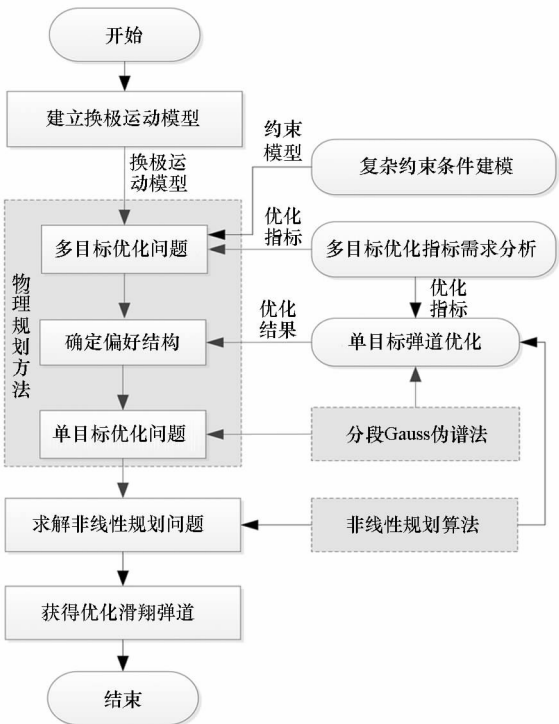 开始
建立换极运动模型
换极运
动模型
约束
模型
复杂约束条件建模
物理规划方法
多目标优化问题
优化
指标
多目标优化指标需求分析
优化
指标
确定偏好结构
优化
结果
单目标弹道优化
单目标优化问题
分段Gauss伪谱法
求解非线性规划问题
非线性规划算法
获得优化滑翔弹道
结束